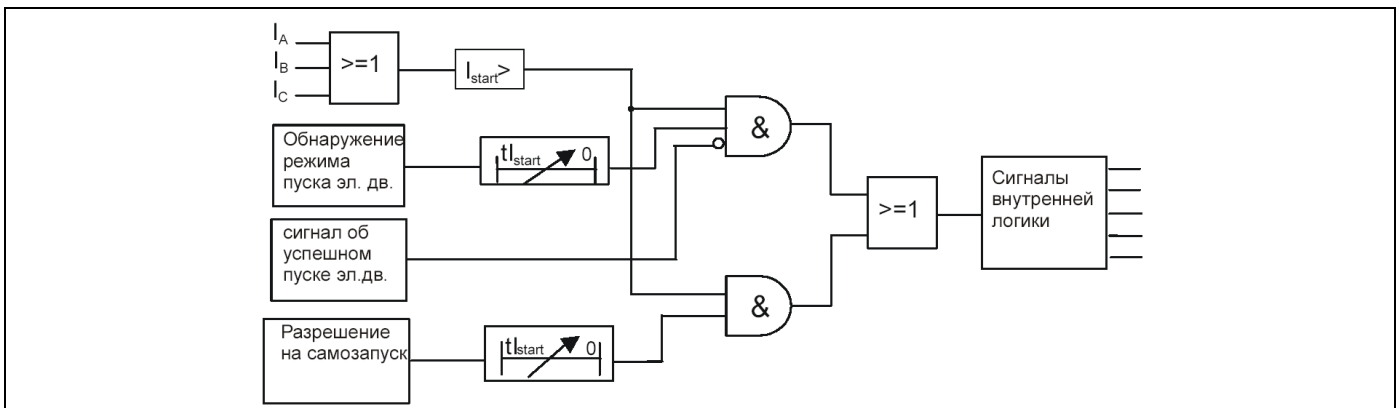 IA
IB
IC
>=1
Istart>
Обнаружение
режима
пуска эл. дв.
tIstart 0
&
сигнал об
успешном
пуске эл.дв.
>=1
Сигналы
внутренней
логики
&
Разрешение
на самозапуск
tIstart 0